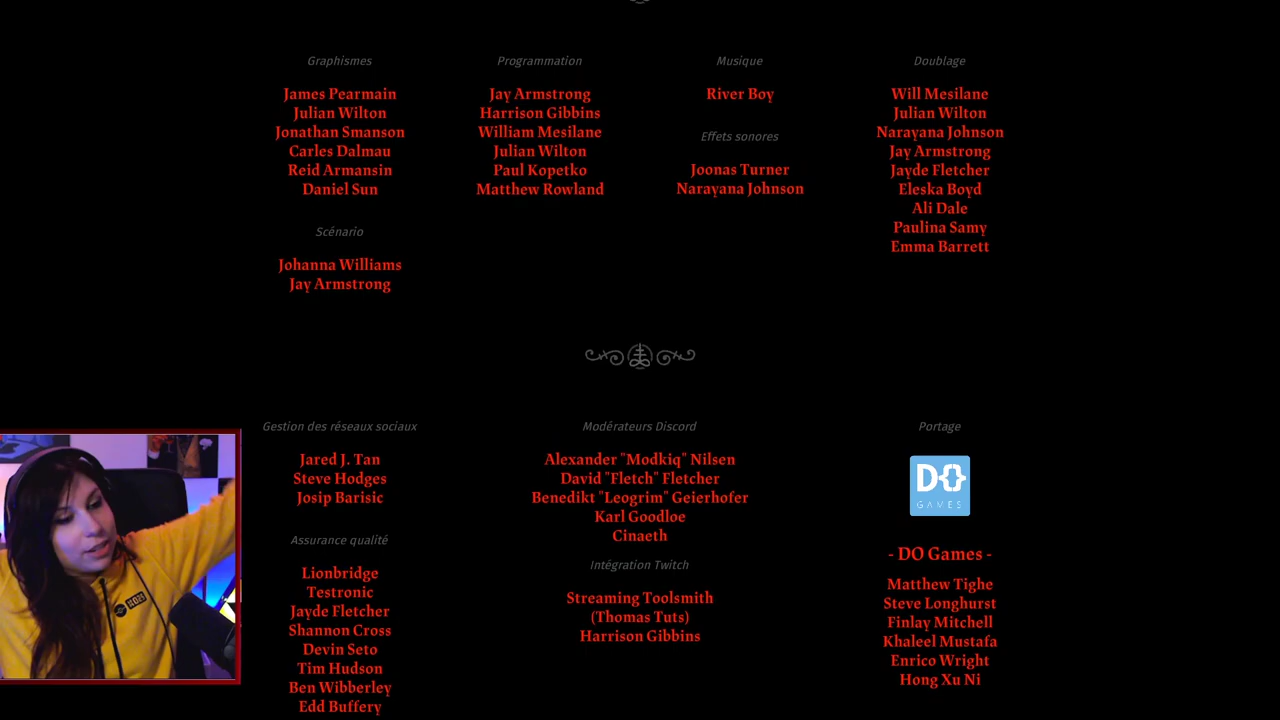 Graphismes
James Pearmain
Julian Wilton
Jonathan Smanson
Carles Dalmau
Reid Armansin
Daniel Sun
Scénario
Johanna Williams
Jay Armstrong
Programmation
Jay Armstrong
Harrison Gibbins
William Mesilane
Julian Wilton
Paul Kopetko
Matthew Rowland
Musique
River Boy
Effets sonores
Joonas Turner
Narayana Johnson
Doublage
Will Mesilane
Julian Wilton
Narayana Johnson
Jay Armstrong
Jayde Fletcher
Eleska Boyd
Ali Dale
Paulina Samy
Emma Barrett
Gestion des réseaux sociaux
Jared J. Tan
Steve Hodges
Josip Barisic
Assurance qualité
Lionbridge
Testronic
Jayde Fletcher
Shannon Cross
Devin Seto
Tim Hudson
Ben Wibberley
Edd Buffery
Modérateurs Discord
Alexander "Modkiq" Nilsen
David "Fletch" Fletcher
Benedikt "Leogrim" Geierhofer
Karl Goodloe
Cinaeth
Intégration Twitch
Streaming Toolsmith
(Thomas Tuts)
Harrison Gibbins
Portage
DO
GAMES
- DO Games -
Matthew Tighe
Steve Longhurst
Finlay Mitchell
Khaleel Mustafa
Enrico Wright
Hong Xu Ni